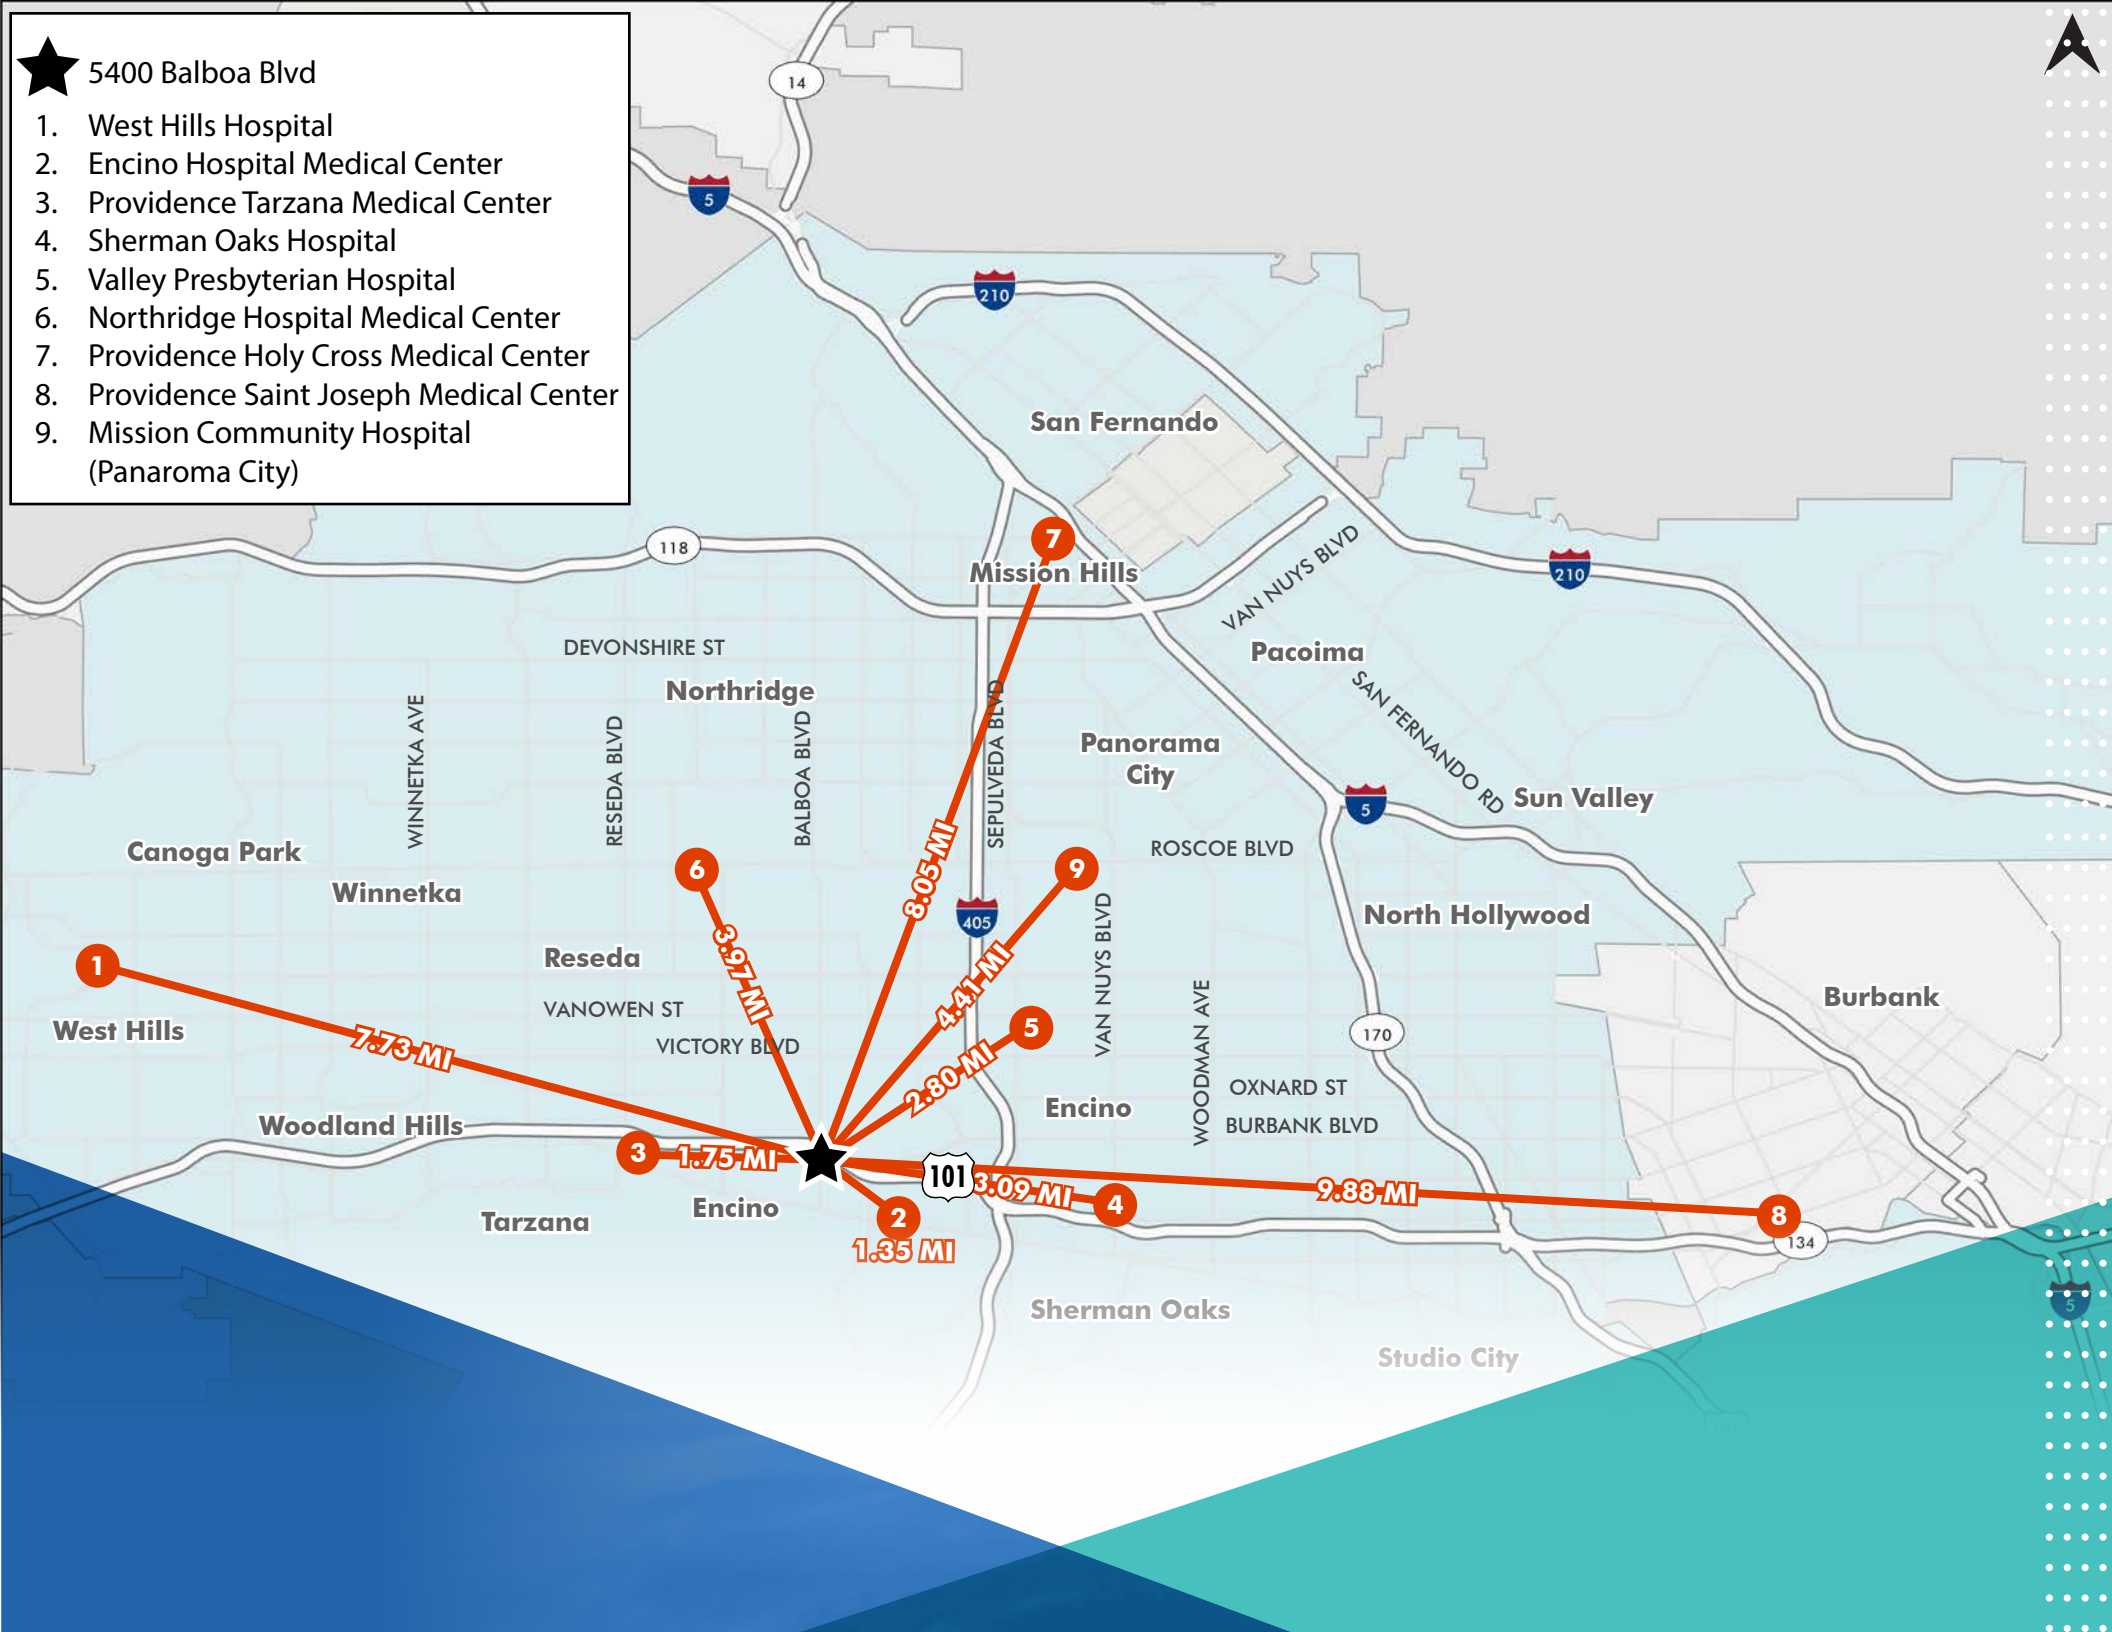 5400 Balboa Blvd
1. West Hills Hospital
2. Encino Hospital Medical Center
3. Providence Tarzana Medical Center
4. Sherman Oaks Hospital
5. Valley Presbyterian Hospital
6. Northridge Hospital Medical Center
7. Providence Holy Cross Medical Center
8. Providence Saint Joseph Medical Center
9. Mission Community Hospital
(Panaroma City)
14
5
210
San Fernando
7
118
Mission Hills
VAN NUYS BLVD
210
DEVONSHIRE ST
Pacoima
Northridge
SAN FERNANDO RD
WINNETKA AVE
RESEDA BLVD
BALBOA BLVD
SEPULVEDA BLVD
Panorama
City
Sun Valley
5
Canoga Park
8.05 MI
ROSCOE BLVD
6
9
Winnetka
405
North Hollywood
3.97 MI
VAN NUYS BLVD
1
Reseda
4.41 MI
Burbank
VANOWEN ST
5
West Hills
7.73 MI
VICTORY BLVD
170
2.80 MI
WOODMAN AVE
OXNARD ST
Encino
Woodland Hills
BURBANK BLVD
3
1.75 MI
101
3.09 MI
4
9.88 MI
8
Encino
2
Tarzana
134
1.35 MI
5
Sherman Oaks
Studio City